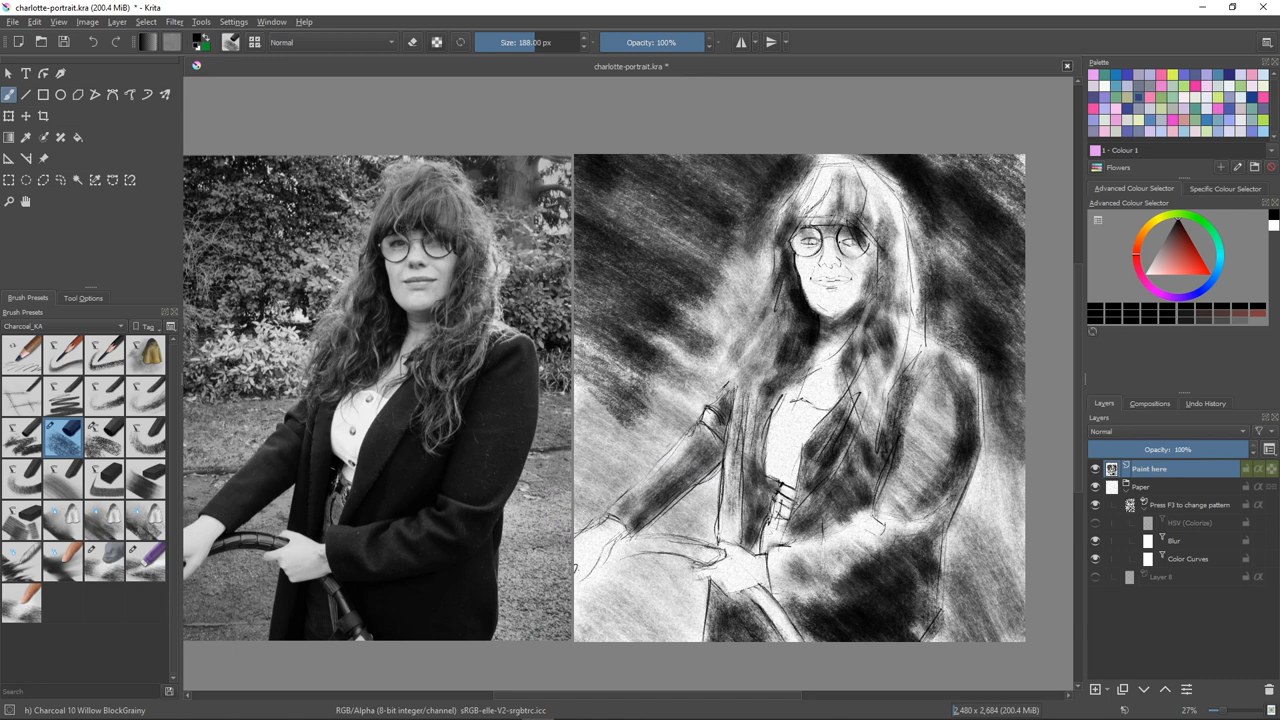 charlotte-portrait.kra (200.4 MiB) * - Krita
File Edit View Image Layer Select Filter Tools Settings Window Help
Normal
Size: 188.00 px
Opacity: 100%
charlotte-portrait.kra *
Palette
1 - Colour 1
Flowers
Advanced Colour Selector
Specific Colour Selector
Advanced Colour Selector
Brush Presets
Tool Options
Brush Presets
Charcoal_KA
Tag
Layers
Compositions
Undo History
Layers
Normal
Opacity: 100%
Paint here
Paper
Press F3 to change pattern
HSV (Colorize)
Blur
Color Curves
Layer 8
Search
h) Charcoal 10 Willow BlockGrainy
RGB/Alpha (8-bit integer/channel) sRGB-elle-V2-srgbtrc.icc
2,480 x 2,684 (200.4 MiB)
27%